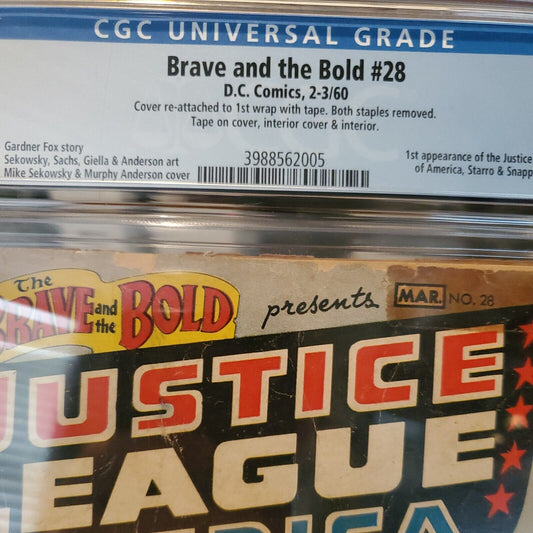 CGC UNIVERSAL GRADE
Brave and the Bold #28
D.C. Comics, 2-3/60
Cover re-attached to 1st wrap with tape. Both staples removed.
Tape on cover, interior cover & interior.
Gardner Fox story
Sekowsky, Sachs, Giella & Anderson art
Mike Sekowsky & Murphy Anderson cover
3988562005
1st appearance of the Justice
of America, Starro & Snapp
The
BRAVE and the BOLD
presents
MAR. NO. 28
JUSTICE
LEAGUE